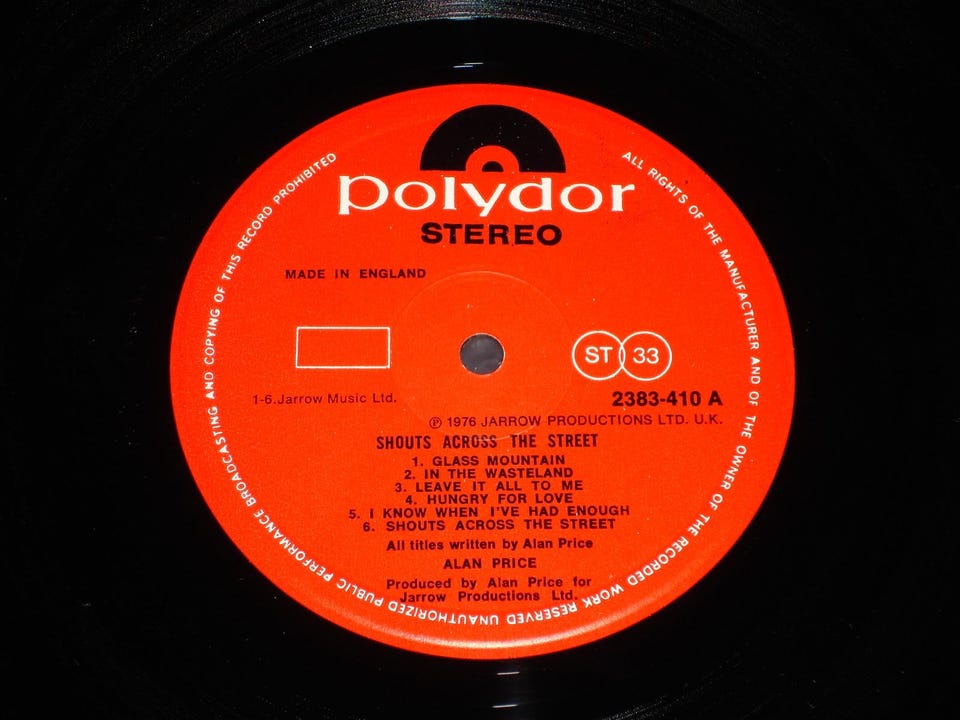 polydor
STEREO
MADE IN ENGLAND
ST 33
1-6.Jarrow Music Ltd.
2383-410 A
℗ 1976 JARROW PRODUCTIONS LTD. U.K.
SHOUTS ACROSS THE STREET
1. GLASS MOUNTAIN
2. IN THE WASTELAND
3. LEAVE IT ALL TO ME
4. HUNGRY FOR LOVE
5. I KNOW WHEN I'VE HAD ENOUGH
6. SHOUTS ACROSS THE STREET
All titles written by Alan Price
ALAN PRICE
Produced by Alan Price for
Jarrow Productions Ltd.
ALL RIGHTS OF THE MANUFACTURER AND OF THE OWNER OF THE RECORDED WORK RESERVED UNAUTHORIZED PUBLIC PERFORMANCE BROADCASTING AND COPYING OF THIS RECORD PROHIBITED